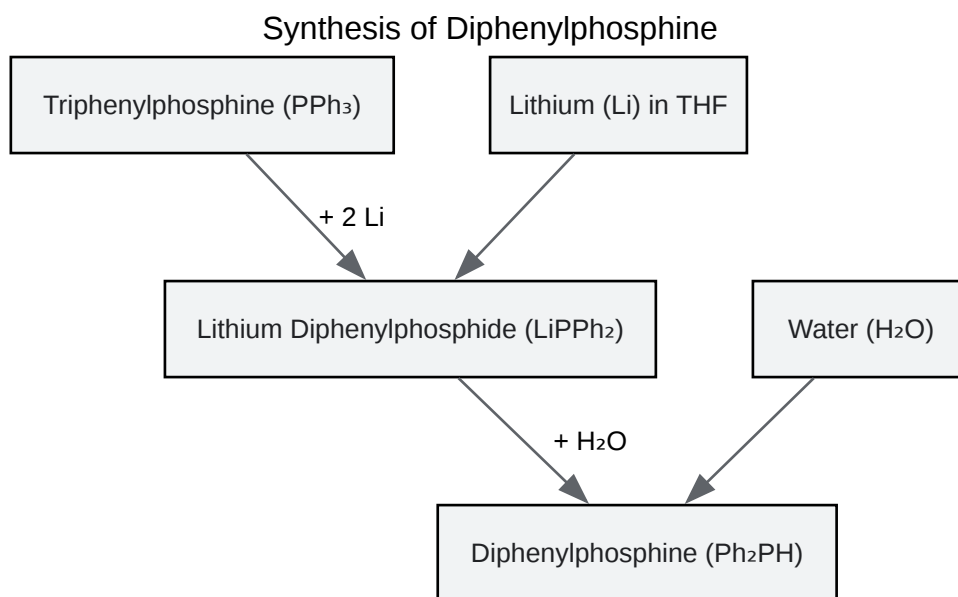 Synthesis of Diphenylphosphine
Triphenylphosphine (PPh₃)
Lithium (Li) in THF
+ 2 Li
Lithium Diphenylphosphide (LiPPh₂)
Water (H₂O)
+ H₂O
Diphenylphosphine (Ph₂PH)